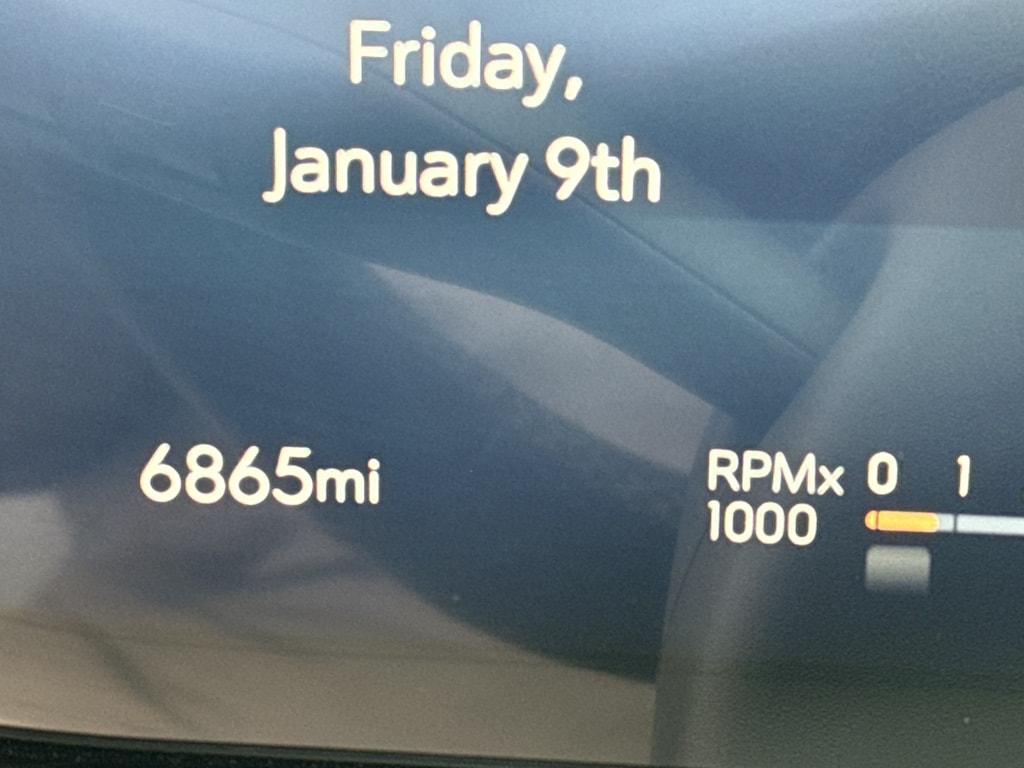 Friday,
January 9th
6865mi
RPMx 0 1
1000